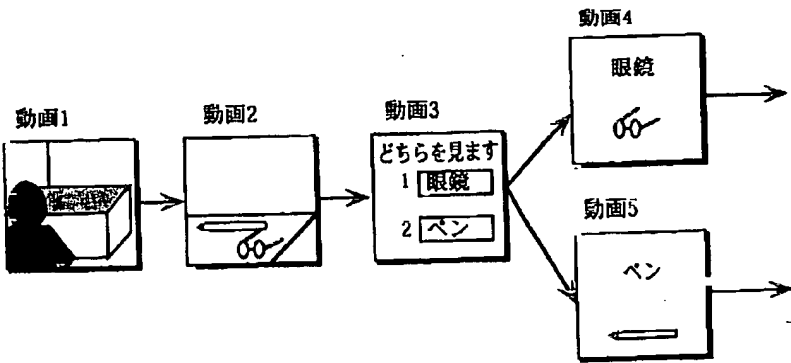 動画1
動画2
動画3
どちらを見ます
1 眼鏡
2 ペン
動画4
眼鏡
動画5
ペン